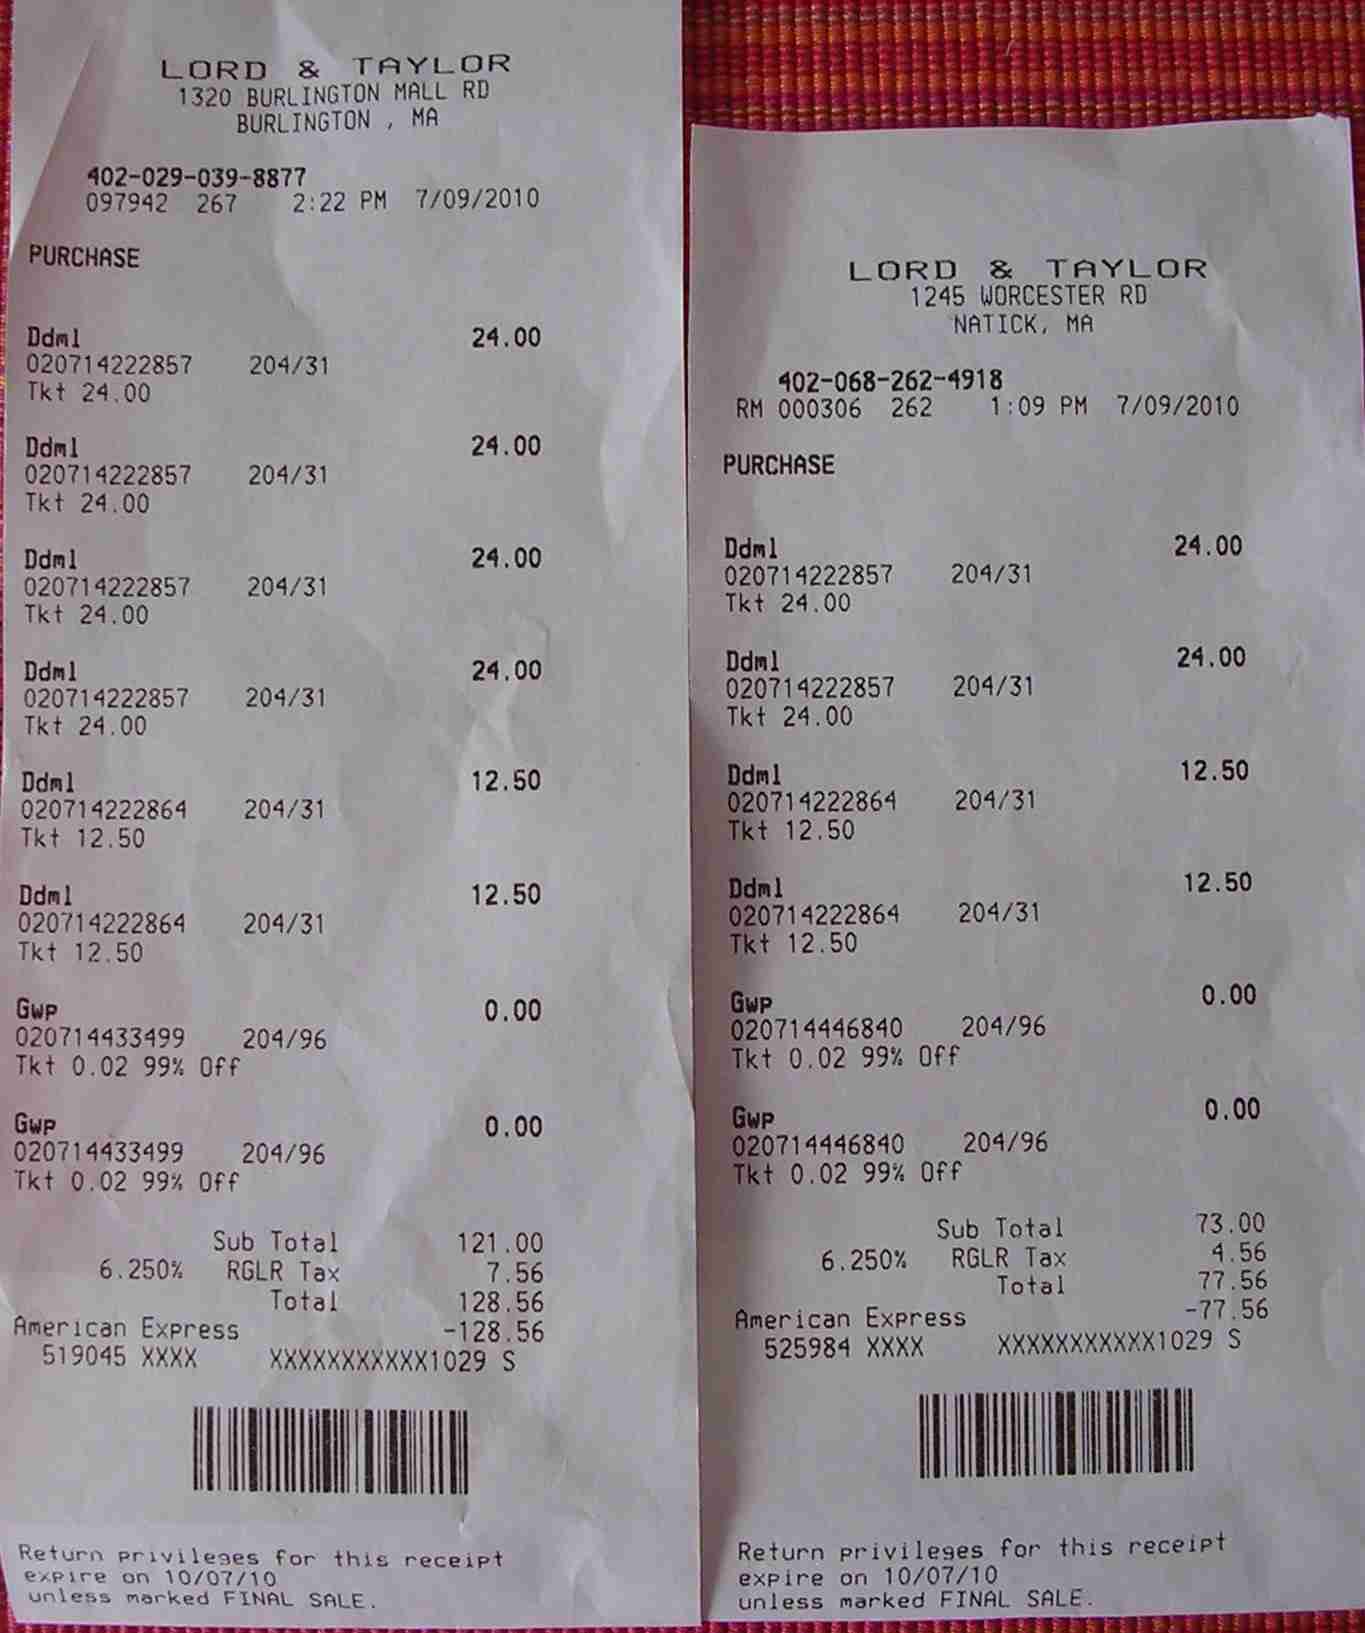 LORD & TAYLOR
1320 BURLINGTON MALL RD
BURLINGTON , MA
402-029-039-8877
097942 267 2:22 PM 7/09/2010
PURCHASE
Ddml 24.00
020714222857 204/31
Tkt 24.00
Ddml 24.00
020714222857 204/31
Tkt 24.00
Ddml 24.00
020714222857 204/31
Tkt 24.00
Ddml 24.00
020714222857 204/31
Tkt 24.00
Ddml 12.50
020714222864 204/31
Tkt 12.50
Ddml 12.50
020714222864 204/31
Tkt 12.50
Gwp 0.00
020714433499 204/96
Tkt 0.02 99% Off
Gwp 0.00
020714433499 204/96
Tkt 0.02 99% Off
Sub Total 121.00
6.250% RGLR Tax 7.56
Total 128.56
American Express -128.56
519045 XXXX XXXXXXXXXXX1029 S
Return privileges for this receipt
expire on 10/07/10
unless marked FINAL SALE.
LORD & TAYLOR
1245 WORCESTER RD
NATICK, MA
402-068-262-4918
RM 000306 262 1:09 PM 7/09/2010
PURCHASE
Ddml 24.00
020714222857 204/31
Tkt 24.00
Ddml 24.00
020714222857 204/31
Tkt 24.00
Ddml 12.50
020714222864 204/31
Tkt 12.50
Ddml 12.50
020714222864 204/31
Tkt 12.50
Gwp 0.00
020714446840 204/96
Tkt 0.02 99% Off
Gwp 0.00
020714446840 204/96
Tkt 0.02 99% Off
Sub Total 73.00
6.250% RGLR Tax 4.56
Total 77.56
American Express -77.56
525984 XXXX XXXXXXXXXXX1029 S
Return privileges for this receipt
expire on 10/07/10
unless marked FINAL SALE.